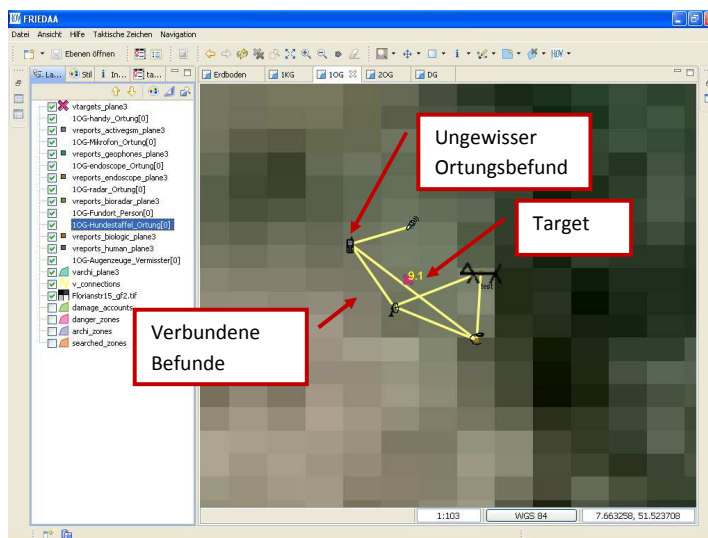 FRIEDAA
Datei Ansicht Hilfe Taktische Zeichen Navigation
Ebenen öffnen
HOV
La...
Stil
In...
ta...
Erdboden
1KG
1OG
2OG
DG
vtargets_plane3
1OG-handy_Ortung[0]
vreports_activegsm_plane3
1OG-Mikrofon_Ortung[0]
vreports_geophones_plane3
1OG-endoscope_Ortung[0]
vreports_endoscope_plane3
1OG-radar_Ortung[0]
vreports_bioradar_plane3
1OG-Fundort_Person[0]
1OG-Hundestaffel_Ortung[0]
vreports_biologic_plane3
vreports_human_plane3
1OG-Augenzeuge_Vermisster[0]
varchi_plane3
v_connections
Florianstr15_gf2.tif
damage_accounts
danger_zones
archi_zones
searched_zones
Ungewisser
Ortungsbefund
Target
9.1
test
Verbundene
Befunde
1:103
WGS 84
7.663258, 51.523708